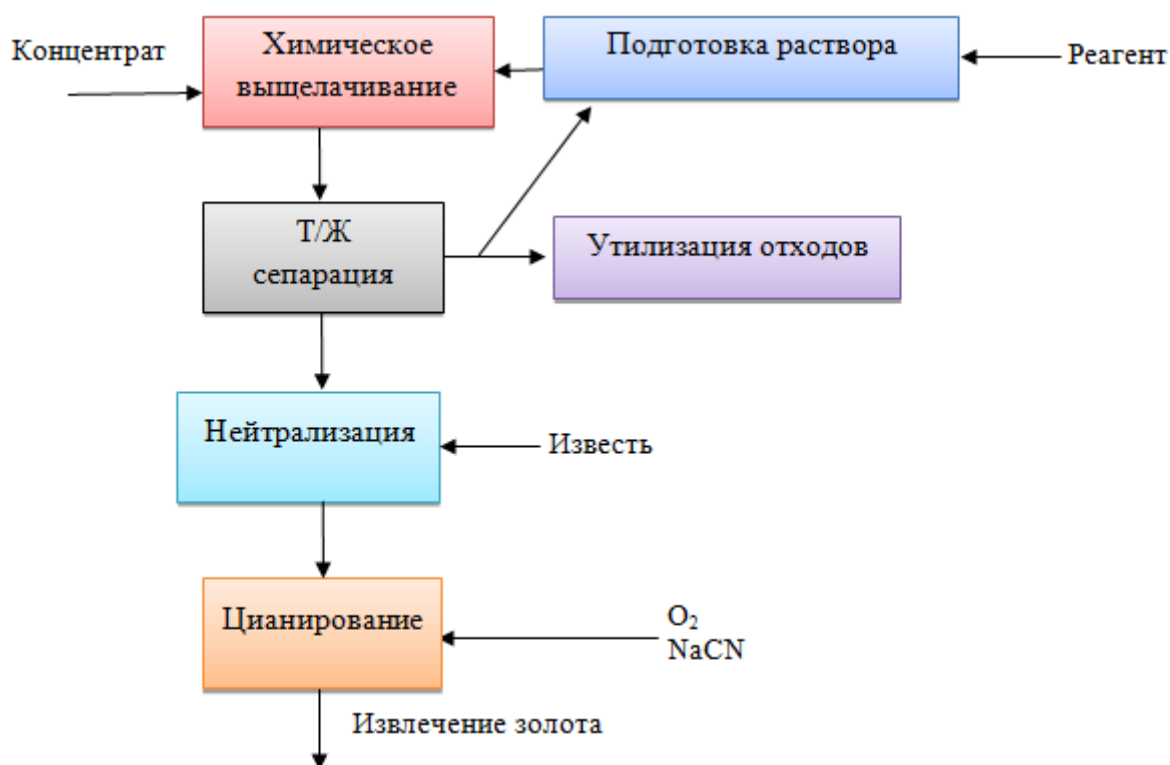 Концентрат
Химическое
выщелачивание
Подготовка раствора
Реагент
Т/Ж
сепарация
Утилизация отходов
Нейтрализация
Известь
Цианирование
O₂
NaCN
Извлечение золота